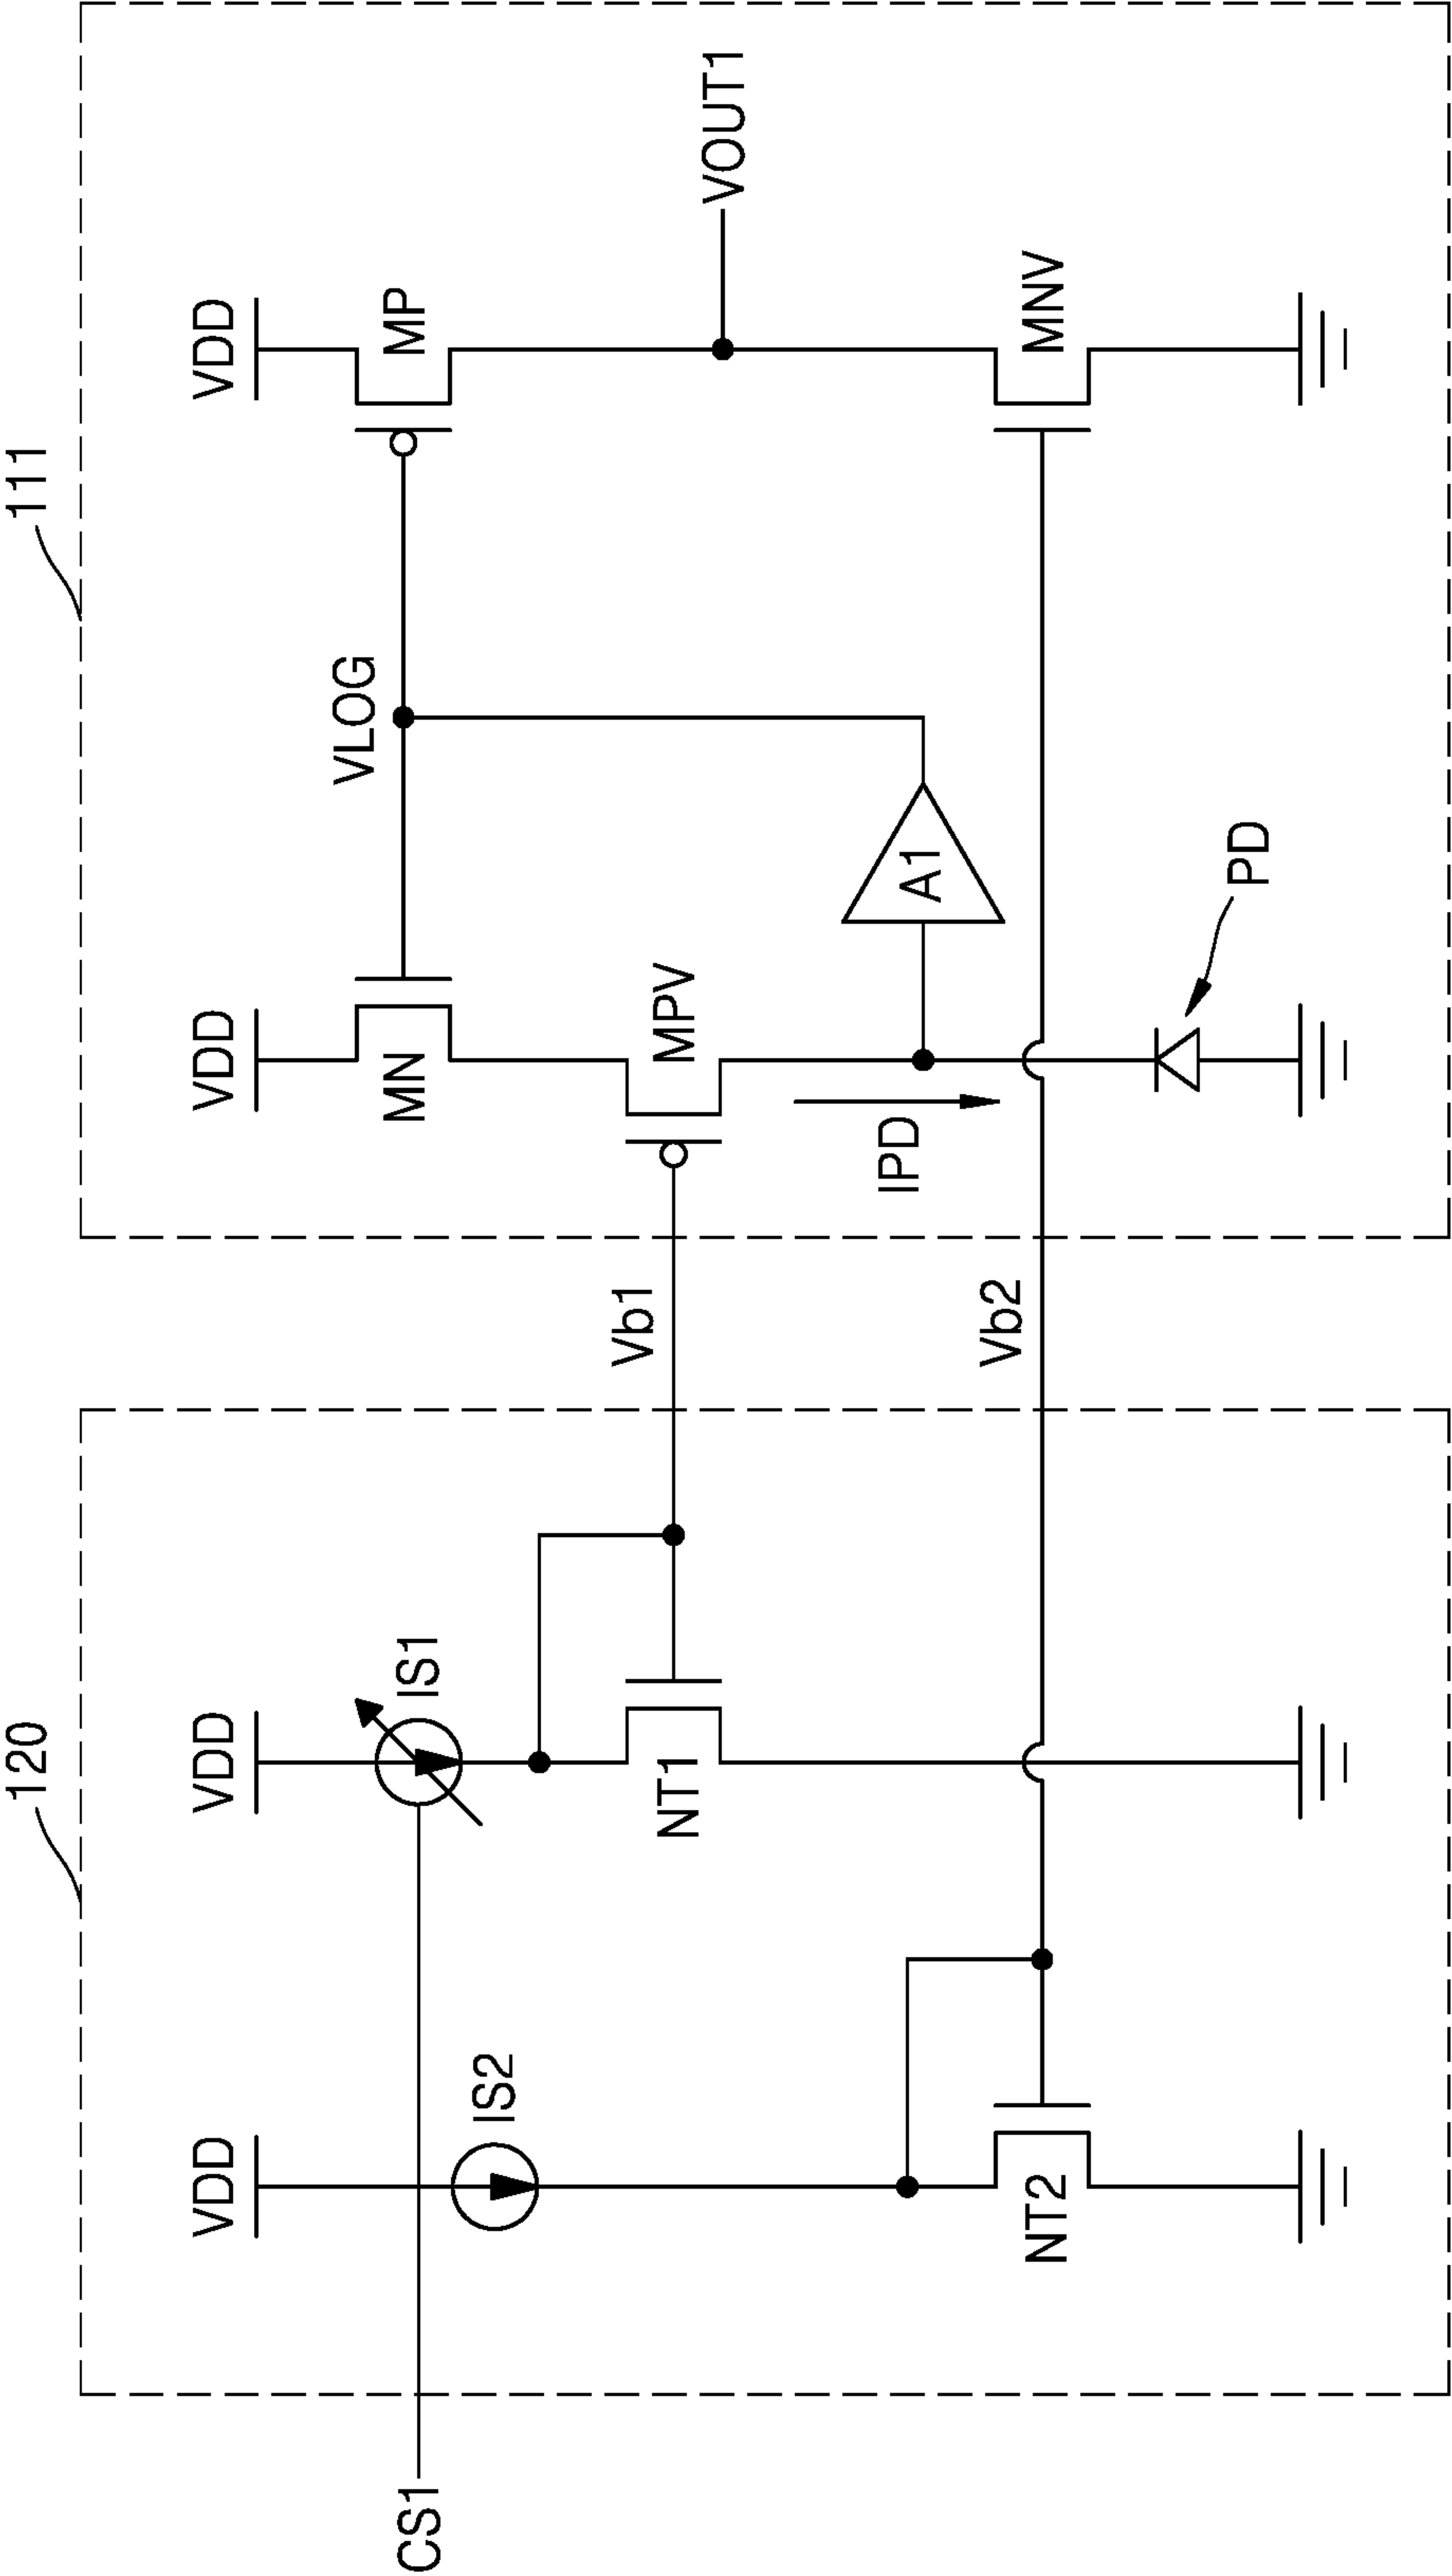 120
111
VDD
VDD
VDD
VDD
CS1
IS2
IS1
VLOG
MN
MP
VOUT1
Vb1
MPV
NT1
A1
IPD
Vb2
NT2
MNV
PD